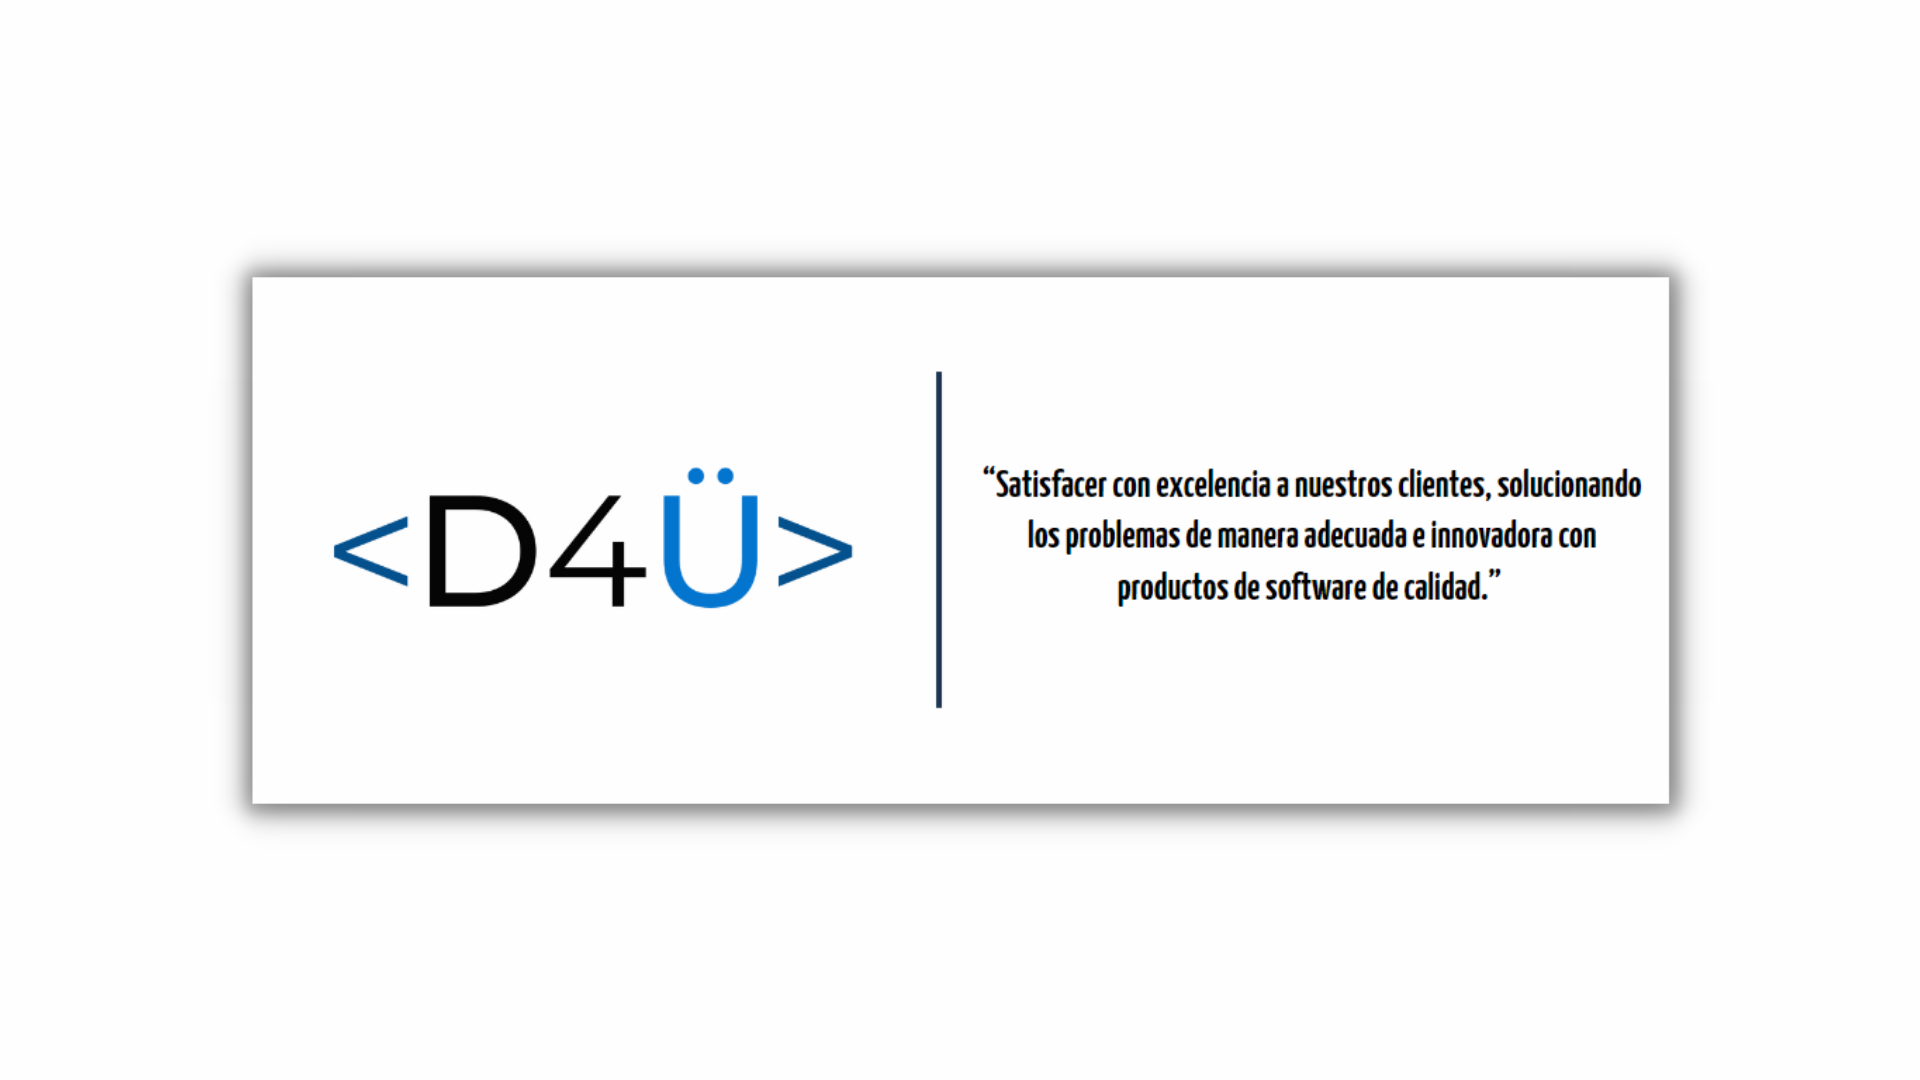 <D4Ü>
“Satisfacer con excelencia a nuestros clientes, solucionando
los problemas de manera adecuada e innovadora con
productos de software de calidad.”